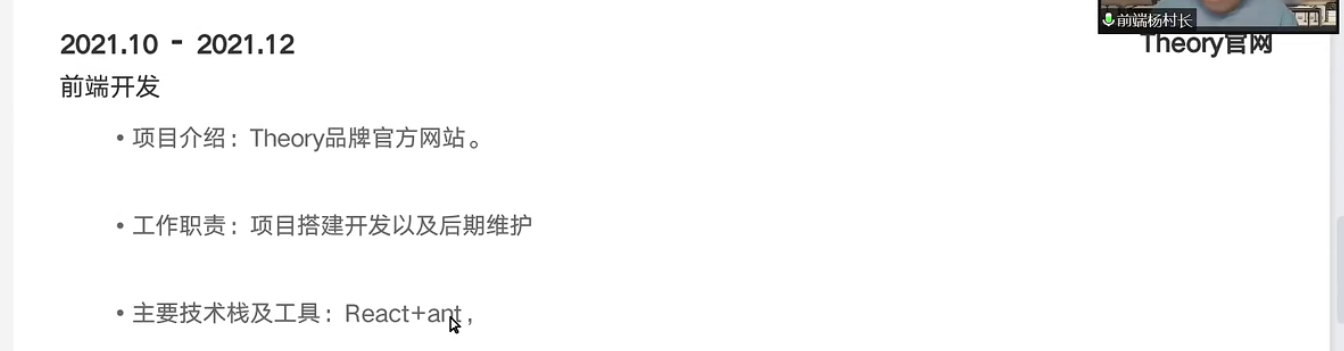 前端杨村长
2021.10 - 2021.12 Theory官网
前端开发
• 项目介绍：Theory品牌官方网站。
• 工作职责：项目搭建开发以及后期维护
• 主要技术栈及工具：React+ant，